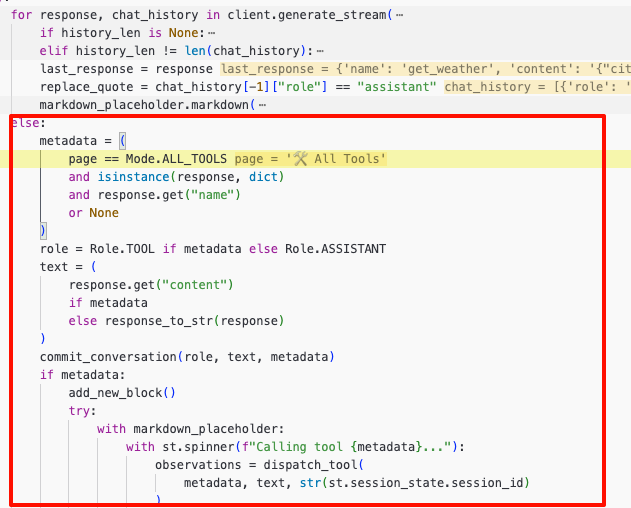 for response, chat_history in client.generate_stream(⋯
if history_len is None:⋯
elif history_len != len(chat_history):⋯
last_response = response last_response = {'name': 'get_weather', 'content': '{"cit
replace_quote = chat_history[-1]["role"] == "assistant" chat_history = [{'role': '
markdown_placeholder.markdown(⋯
else:
metadata = (
page == Mode.ALL_TOOLS page = '🛠️ All Tools'
and isinstance(response, dict)
and response.get("name")
or None
)
role = Role.TOOL if metadata else Role.ASSISTANT
text = (
response.get("content")
if metadata
else response_to_str(response)
)
commit_conversation(role, text, metadata)
if metadata:
add_new_block()
try:
with markdown_placeholder:
with st.spinner(f"Calling tool {metadata}..."):
observations = dispatch_tool(
metadata, text, str(st.session_state.session_id)
)